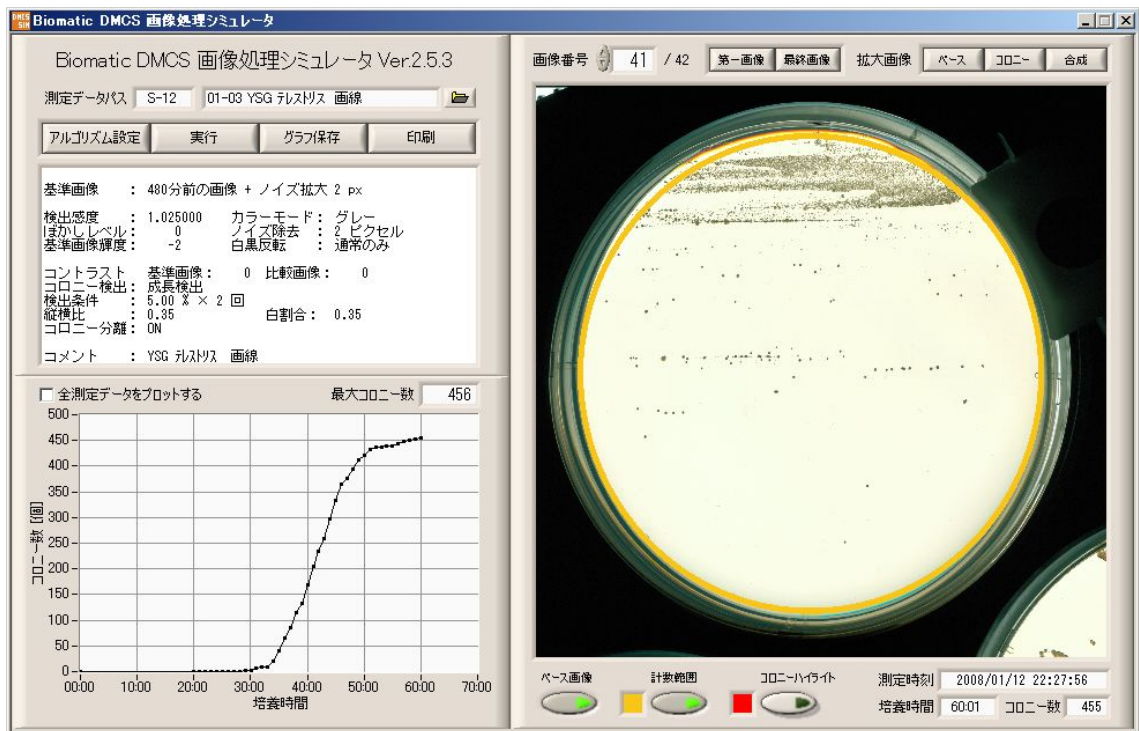 Biomatic DMCS 画像処理シミュレータ
Biomatic DMCS 画像処理シミュレータ Ver.2.5.3
測定データパス S-12 01-03 YSG テレストリス 画線
アルゴリズム設定 実行 グラフ保存 印刷
基準画像 : 480分前の画像 + ノイズ拡大 2 px
検出感度 : 1.025000 カラーモード : グレー
ぼかしレベル : 0 ノイズ除去 : 2 ピクセル
基準画像輝度 : -2 白黒反転 : 通常のみ
コントラスト 基準画像 : 0 比較画像 : 0
コロニー検出 : 成長検出
検出条件 : 5.00 % × 2 回
縦横比 : 0.35 白割合 : 0.35
コロニー分離 : ON
コメント : YSG テレストリス 画線
全測定データをプロットする 最大コロニー数 456
500
450
400
350
300
250
200
150
100
50
0
コロニー数 [個]
00:00 10:00 20:00 30:00 40:00 50:00 60:00 70:00
培養時間
画像番号 41 / 42 第一画像 最終画像 拡大画像 ベース コロニー 合成
ベース画像 計数範囲 コロニーハイライト
測定時刻 2008/01/12 22:27:56
培養時間 60:01 コロニー数 455